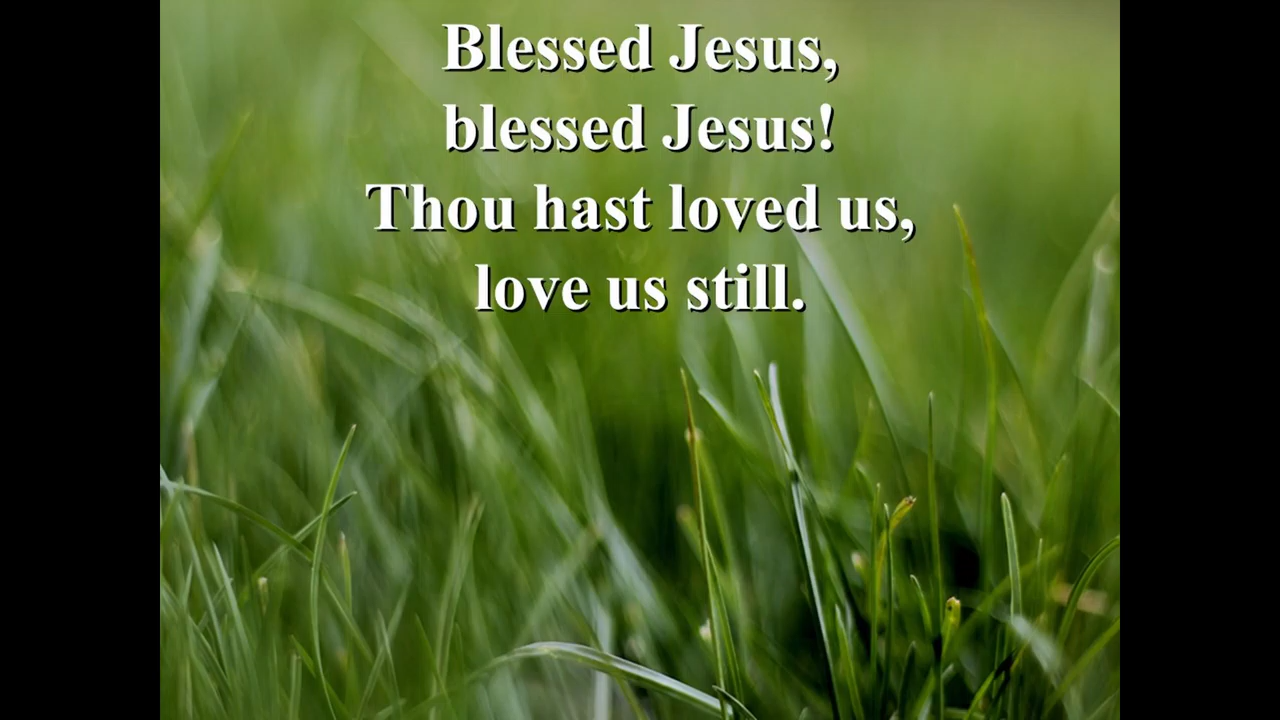 Blessed Jesus,
blessed Jesus!
Thou hast loved us,
love us still.